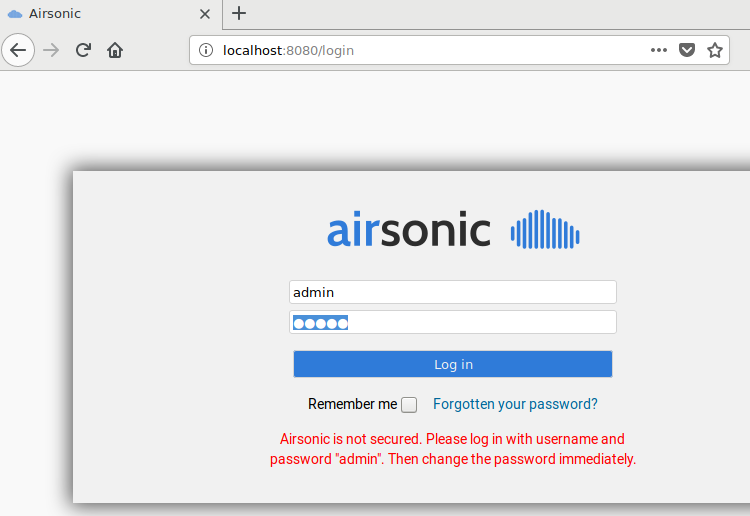 Airsonic
localhost:8080/login
airsonic
admin
●●●●●
Log in
Remember me
Forgotten your password?
Airsonic is not secured. Please log in with username and
password "admin". Then change the password immediately.